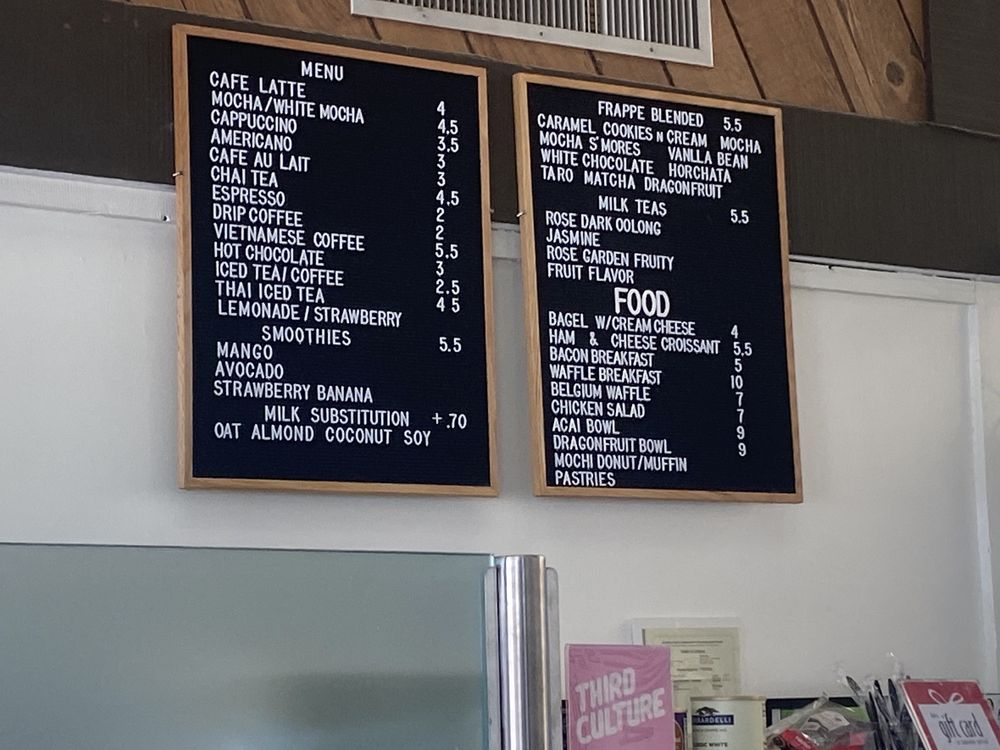 MENU
CAFE LATTE 4
MOCHA/WHITE MOCHA 4.5
CAPPUCCINO 3.5
AMERICANO 3
CAFE AU LAIT 3
CHAI TEA 4.5
ESPRESSO 2
DRIP COFFEE 2
VIETNAMESE COFFEE 5.5
HOT CHOCOLATE 3
ICED TEA/COFFEE 2.5
THAI ICED TEA 4 5
LEMONADE/STRAWBERRY
SMOOTHIES 5.5
MANGO
AVOCADO
STRAWBERRY BANANA
MILK SUBSTITUTION +.70
OAT ALMOND COCONUT SOY
FRAPPE BLENDED 5.5
CARAMEL COOKIES N CREAM MOCHA
MOCHA S'MORES VANLLA BEAN
WHITE CHOCOLATE HORCHATA
TARO MATCHA DRAGONFRUIT
MILK TEAS 5.5
ROSE DARK OOLONG
JASMINE
ROSE GARDEN FRUITY
FRUIT FLAVOR
FOOD
BAGEL W/CREAM CHEESE 4
HAM & CHEESE CROISSANT 5,5
BACON BREAKFAST 5
WAFFLE BREAKFAST 10
BELGIUM WAFFLE 7
CHICKEN SALAD 7
ACAI BOWL 9
DRAGONFRUIT BOWL 9
MOCHI DONUT/MUFFIN
PASTRIES
THIRD
CULTURE
WHITE
gift card